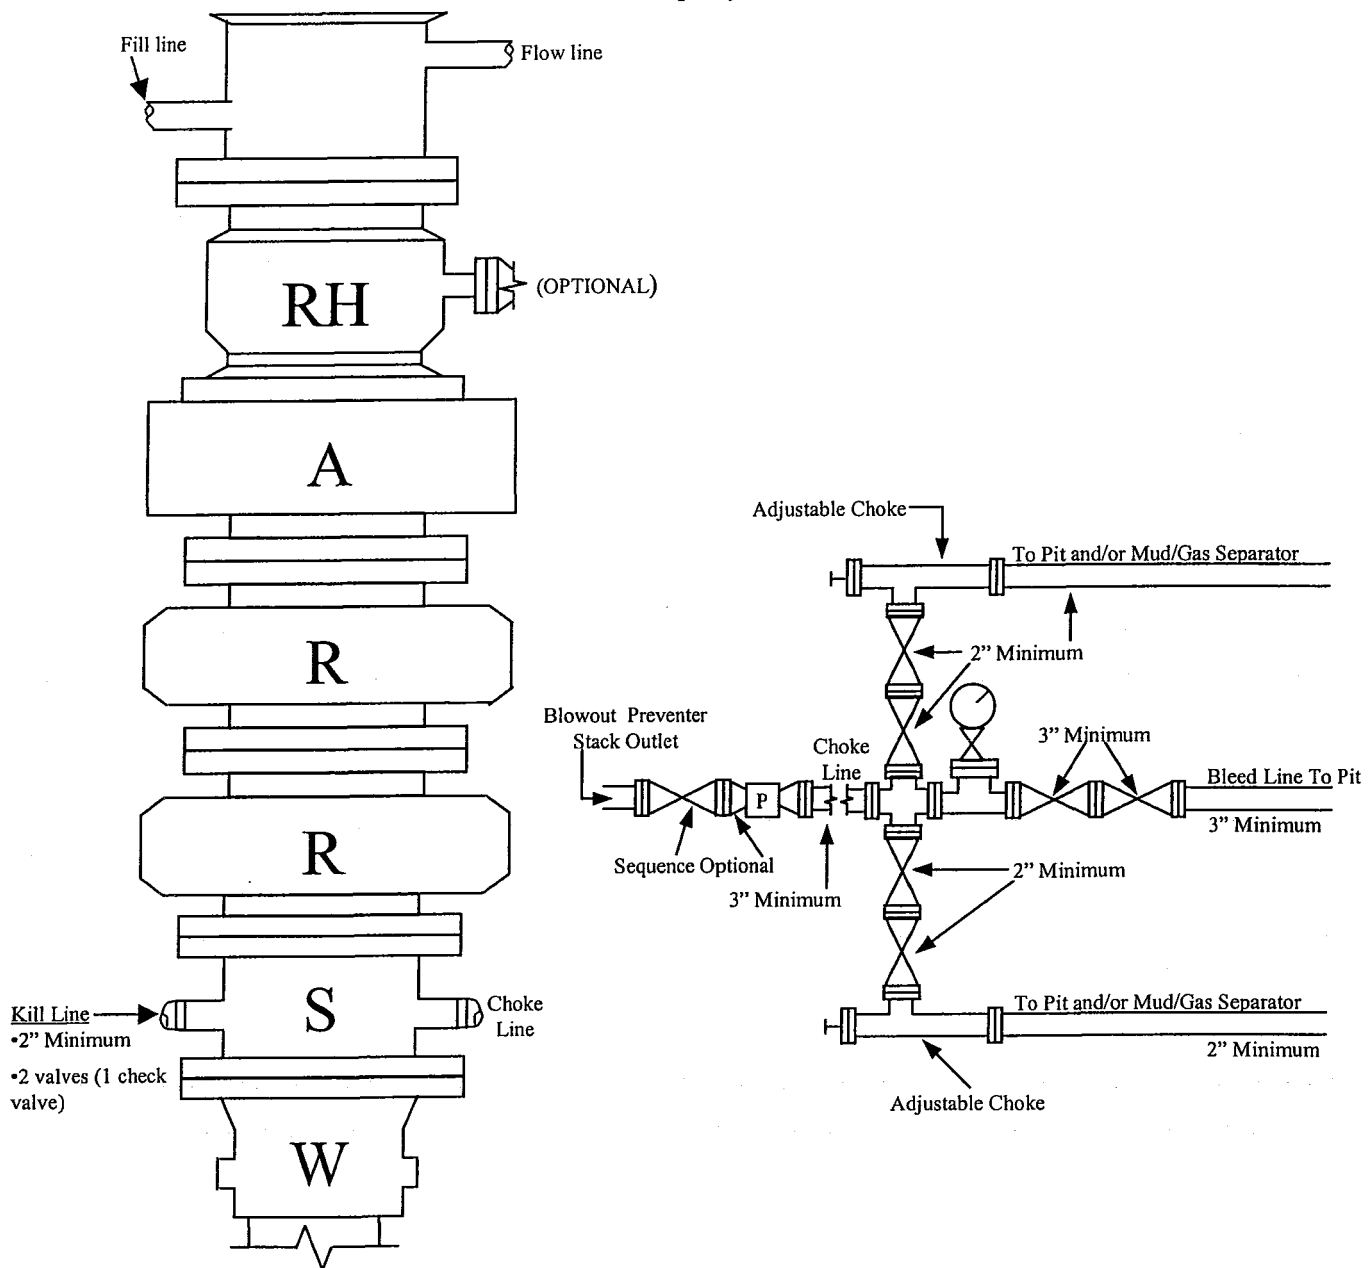 Fill line
Flow line
RH
(OPTIONAL)
A
R
R
Kill Line
•2” Minimum
•2 valves (1 check
valve)
S
Choke
Line
W
Adjustable Choke
To Pit and/or Mud/Gas Separator
2” Minimum
Blowout Preventer
Stack Outlet
Choke
Line
3” Minimum
Bleed Line To Pit
P
3” Minimum
Sequence Optional
3” Minimum
2” Minimum
To Pit and/or Mud/Gas Separator
2” Minimum
Adjustable Choke